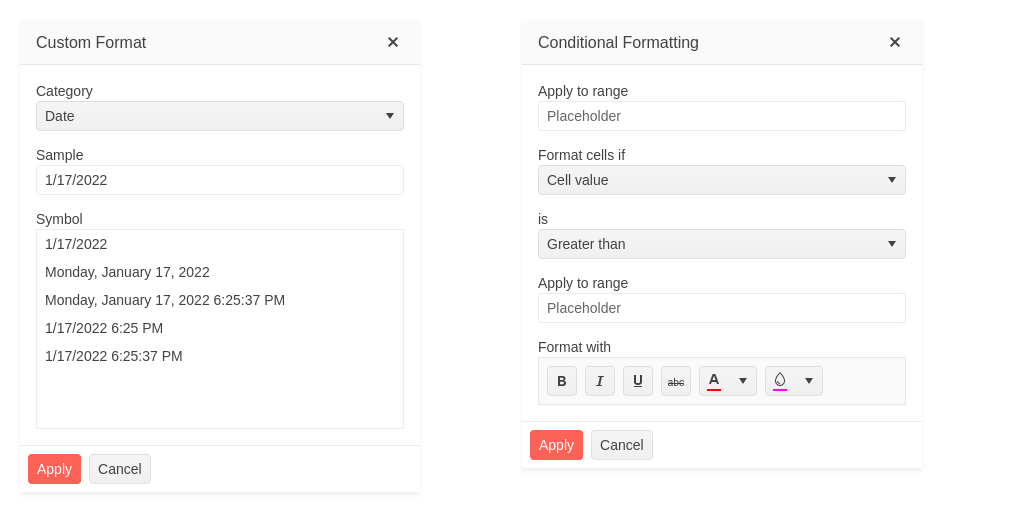 Custom Format
Category
Date
Sample
1/17/2022
Symbol
1/17/2022
Monday, January 17, 2022
Monday, January 17, 2022 6:25:37 PM
1/17/2022 6:25 PM
1/17/2022 6:25:37 PM
Apply
Cancel
Conditional Formatting
Apply to range
Placeholder
Format cells if
Cell value
is
Greater than
Apply to range
Placeholder
Format with
B I U abc A
Apply
Cancel